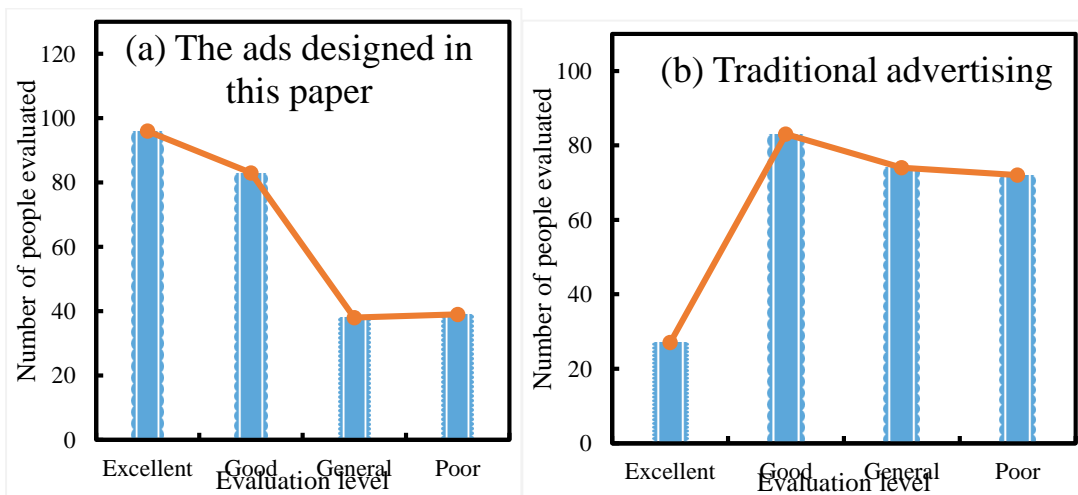 (a) The ads designed in
this paper
Number of people evaluated
120
100
80
60
40
20
0
Excellent Good General Poor
Evaluation level
(b) Traditional advertising
Number of people evaluated
100
80
60
40
20
0
Excellent Good General Poor
Evaluation level